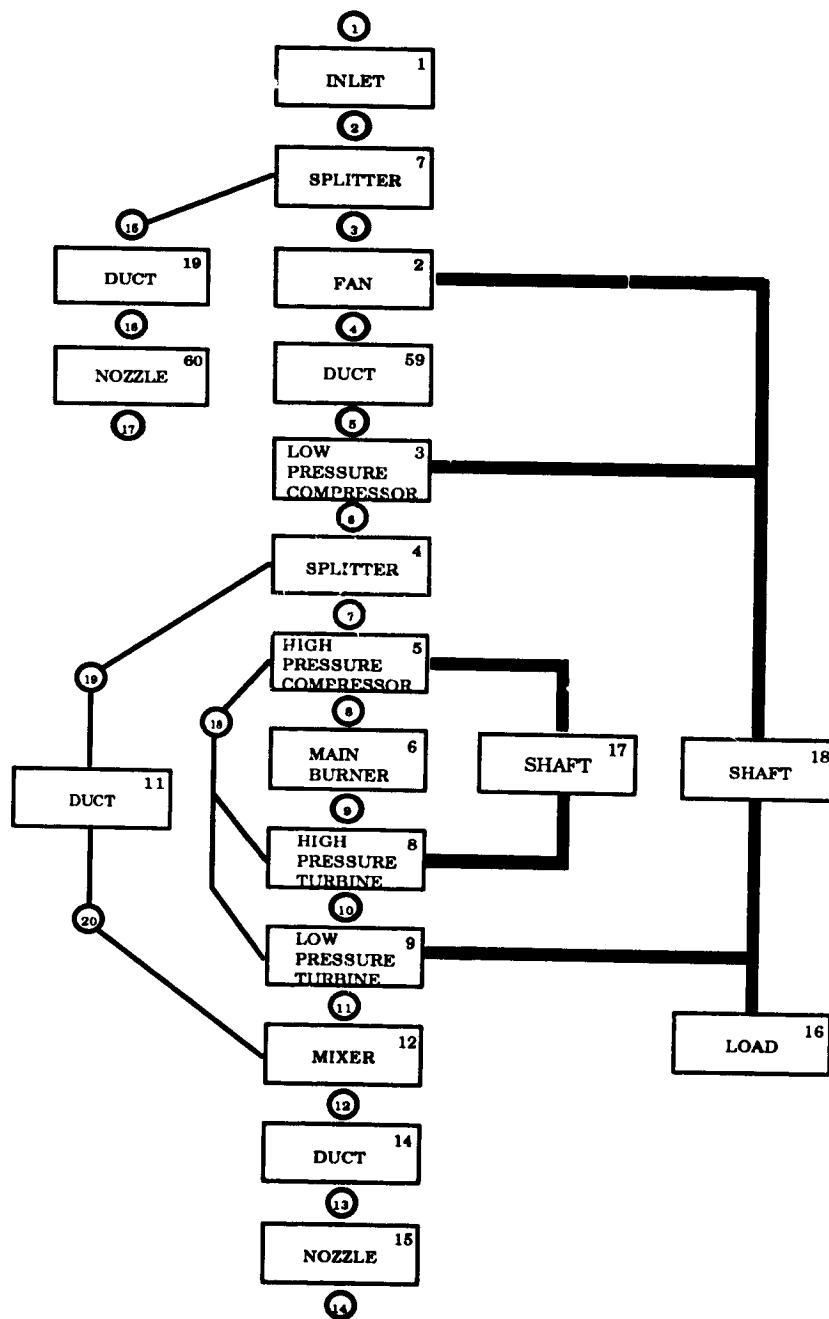 1
1
INLET
2
7
SPLITTER
15
3
19
DUCT
2
FAN
16
4
60
NOZZLE
59
DUCT
17
5
3
LOW
PRESSURE
COMPRESSOR
6
4
SPLITTER
7
5
HIGH
PRESSURE
COMPRESSOR
19
18
8
6
MAIN
BURNER
17
SHAFT
18
SHAFT
11
DUCT
9
8
HIGH
PRESSURE
TURBINE
10
20
9
LOW
PRESSURE
TURBINE
11
12
MIXER
16
LOAD
12
14
DUCT
13
15
NOZZLE
14